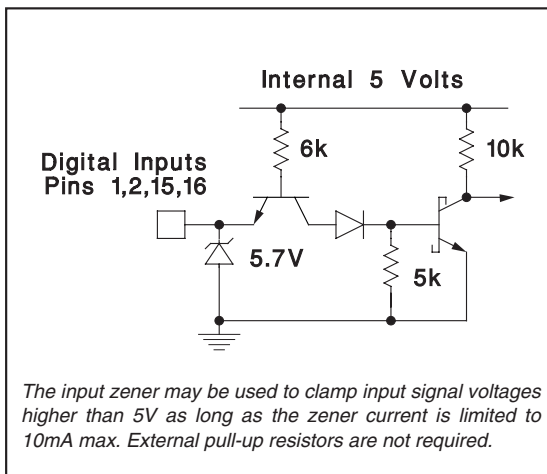 Internal 5 Volts
6k
10k
Digital Inputs
Pins 1,2,15,16
5.7V
5k
The input zener may be used to clamp input signal voltages
higher than 5V as long as the zener current is limited to
10mA max. External pull-up resistors are not required.